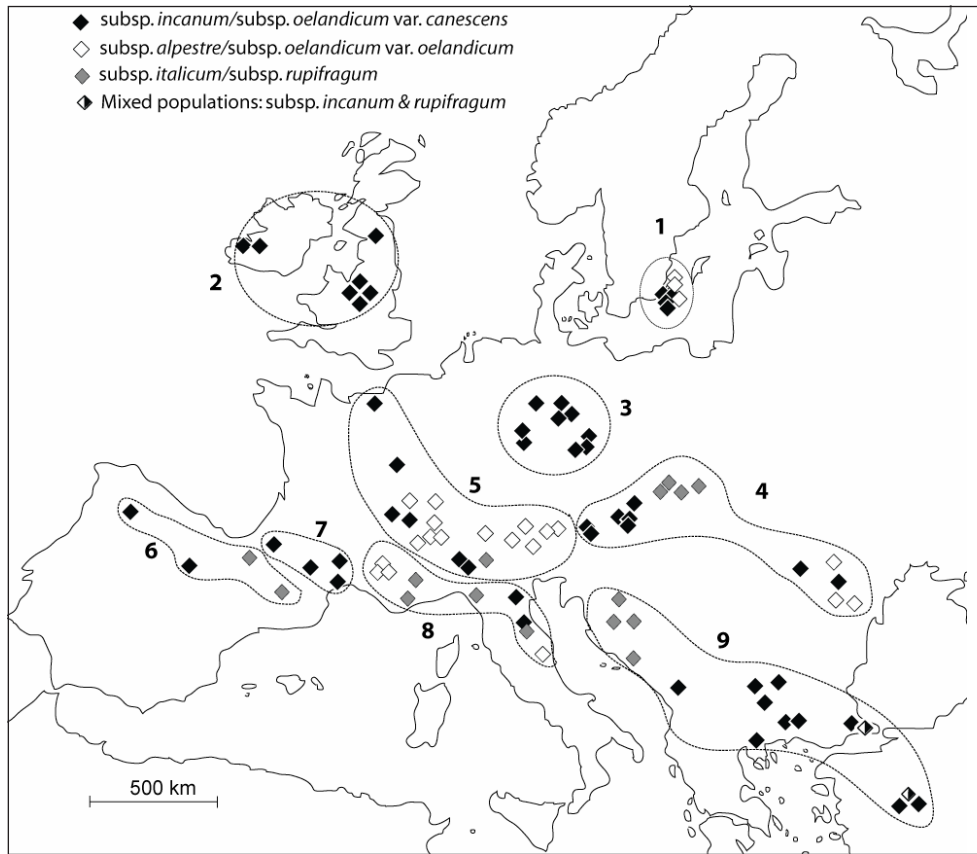 subsp. incanum/subsp. oelandicum var. canescens
subsp. alpestre/subsp. oelandicum var. oelandicum
subsp. italicum/subsp. rupifragum
Mixed populations: subsp. incanum & rupifragum
1
2
3
5
4
7
6
8
9
500 km